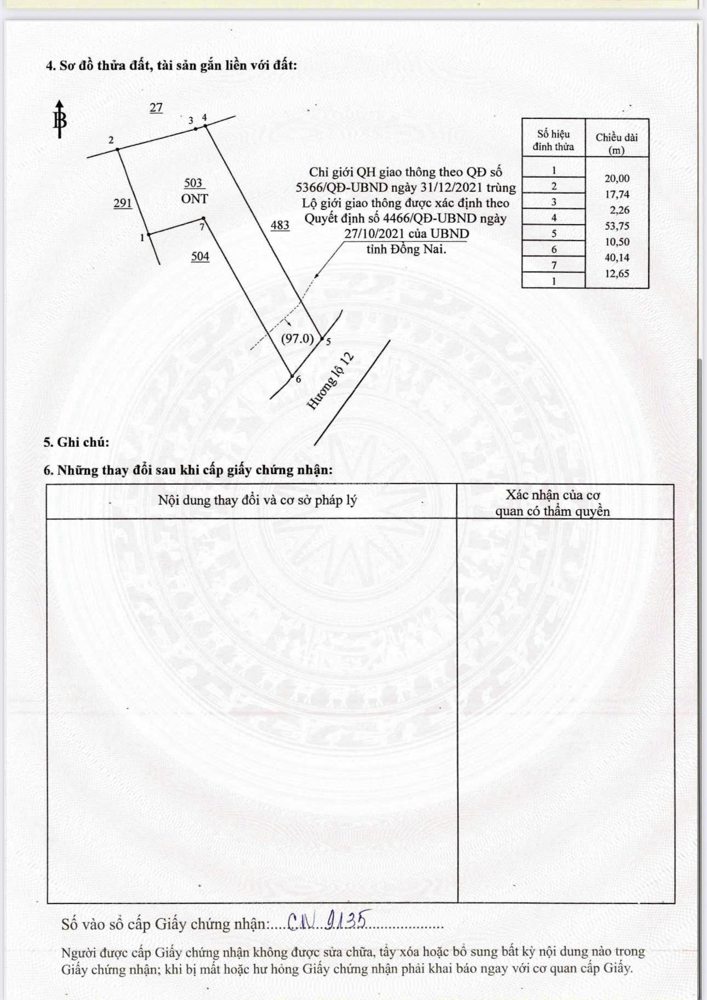 4. Sơ đồ thửa đất, tài sản gắn liền với đất:
B
27
3 4
2
503
ONT
291
7
1
504
483
Chỉ giới QH giao thông theo QĐ số
5366/QĐ-UBND ngày 31/12/2021 trùng
Lộ giới giao thông được xác định theo
Quyết định số 4466/QĐ-UBND ngày
27/10/2021 của UBND
tỉnh Đồng Nai.
(97.0)
5
6
Hương lộ 12
Số hiệu
đỉnh thửa
Chiều dài
(m)
1
20,00
2
17,74
3
2,26
4
53,75
5
10,50
6
40,14
7
12,65
1
5. Ghi chú:
6. Những thay đổi sau khi cấp giấy chứng nhận:
Nội dung thay đổi và cơ sở pháp lý
Xác nhận của cơ
quan có thẩm quyền
Số vào sổ cấp Giấy chứng nhận:....CN 9135....................
Người được cấp Giấy chứng nhận không được sửa chữa, tẩy xóa hoặc bổ sung bất kỳ nội dung nào trong
Giấy chứng nhận; khi bị mất hoặc hư hỏng Giấy chứng nhận phải khai báo ngay với cơ quan cấp Giấy.